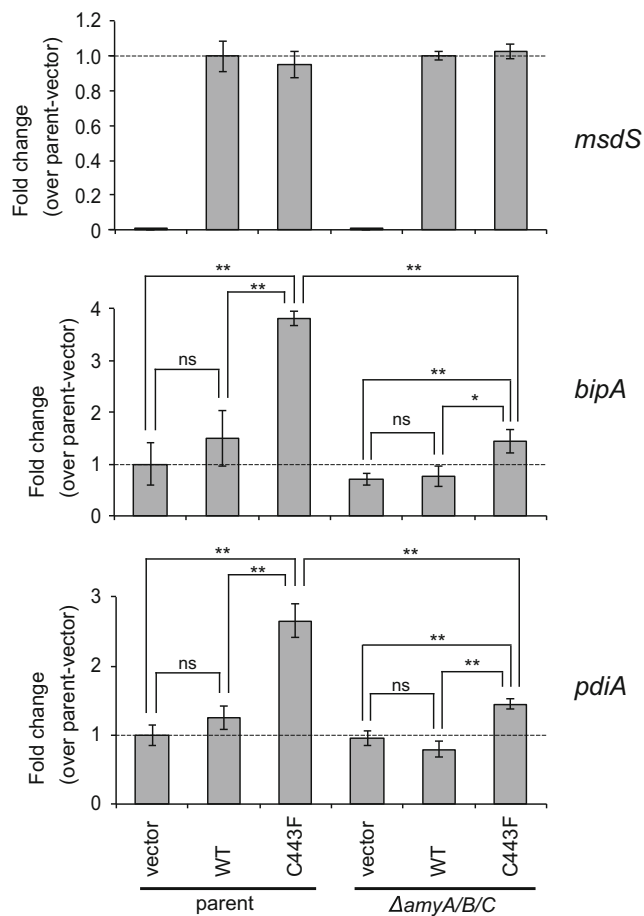 Fold change
(over parent-vector)
1.2
1.0
0.8
0.6
0.4
0.2
0
msdS
Fold change
(over parent-vector)
4
3
2
1
0
**
**
**
ns
**
ns
*
bipA
Fold change
(over parent-vector)
3
2
1
0
**
**
**
ns
**
ns
**
pdiA
vector
WT
C443F
vector
WT
C443F
parent
ΔamyA/B/C